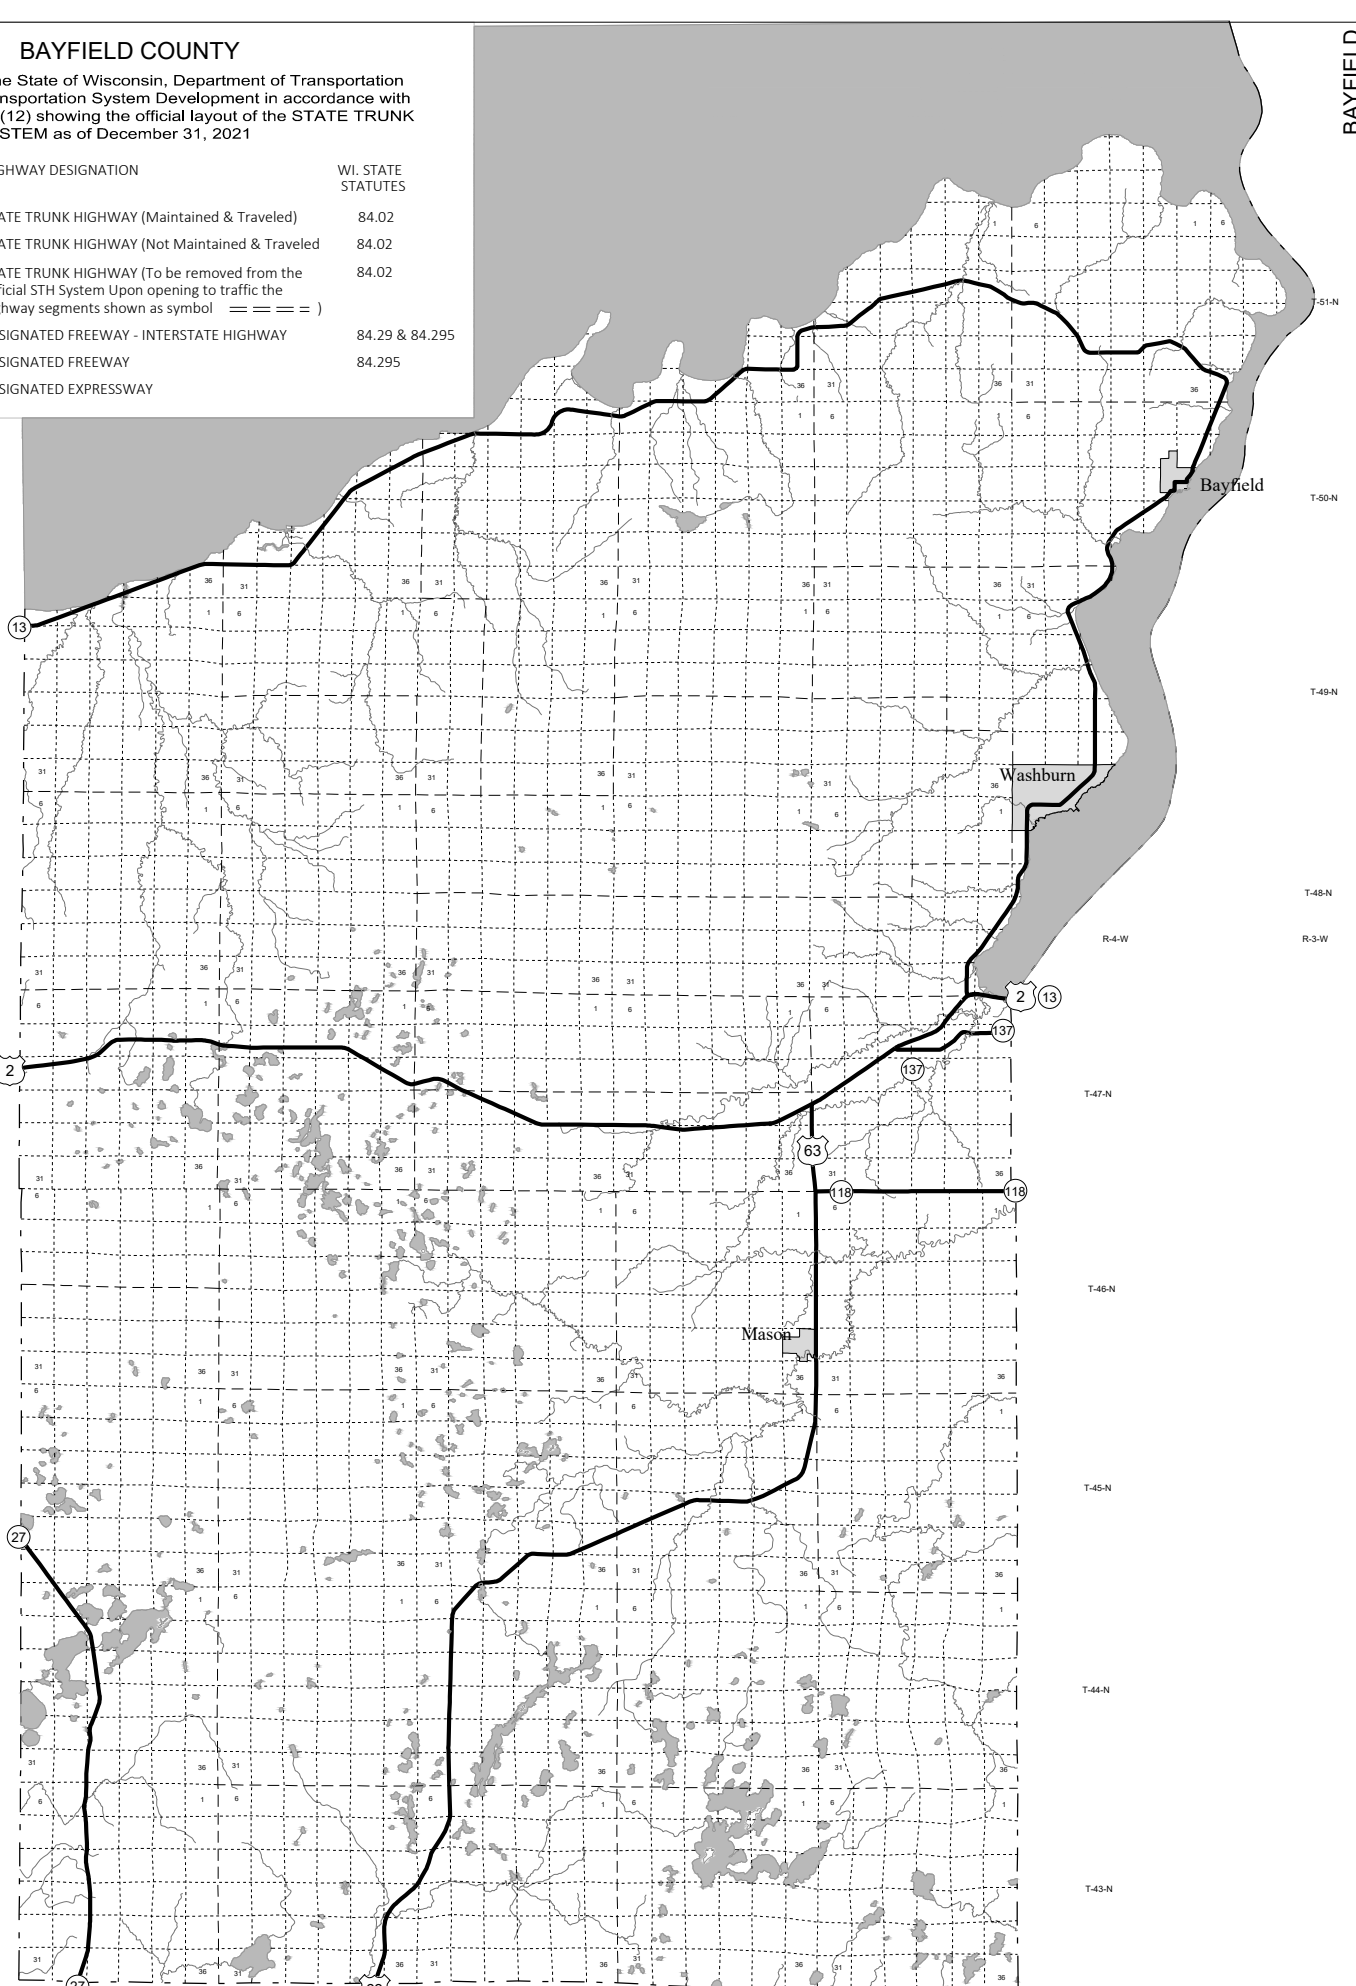 BAYFIELD COUNTY
e State of Wisconsin, Department of Transportation
nsportation System Development in accordance with
(12) showing the official layout of the STATE TRUNK
STEM as of December 31, 2021
GHWAY DESIGNATION
WI. STATE
STATUTES
ATE TRUNK HIGHWAY (Maintained & Traveled)
84.02
ATE TRUNK HIGHWAY (Not Maintained & Traveled
84.02
ATE TRUNK HIGHWAY (To be removed from the
84.02
ficial STH System Upon opening to traffic the
ghway segments shown as symbol )
SIGNATED FREEWAY - INTERSTATE HIGHWAY
84.29 & 84.295
SIGNATED FREEWAY
84.295
SIGNATED EXPRESSWAY
BAYFIELD
T-51-N
Bayfield
T-50-N
13
T-49-N
Washburn
T-48-N
R-4-W
R-3-W
2
13
137
137
2
T-47-N
63
118
118
T-46-N
Mason
T-45-N
27
T-44-N
T-43-N
27